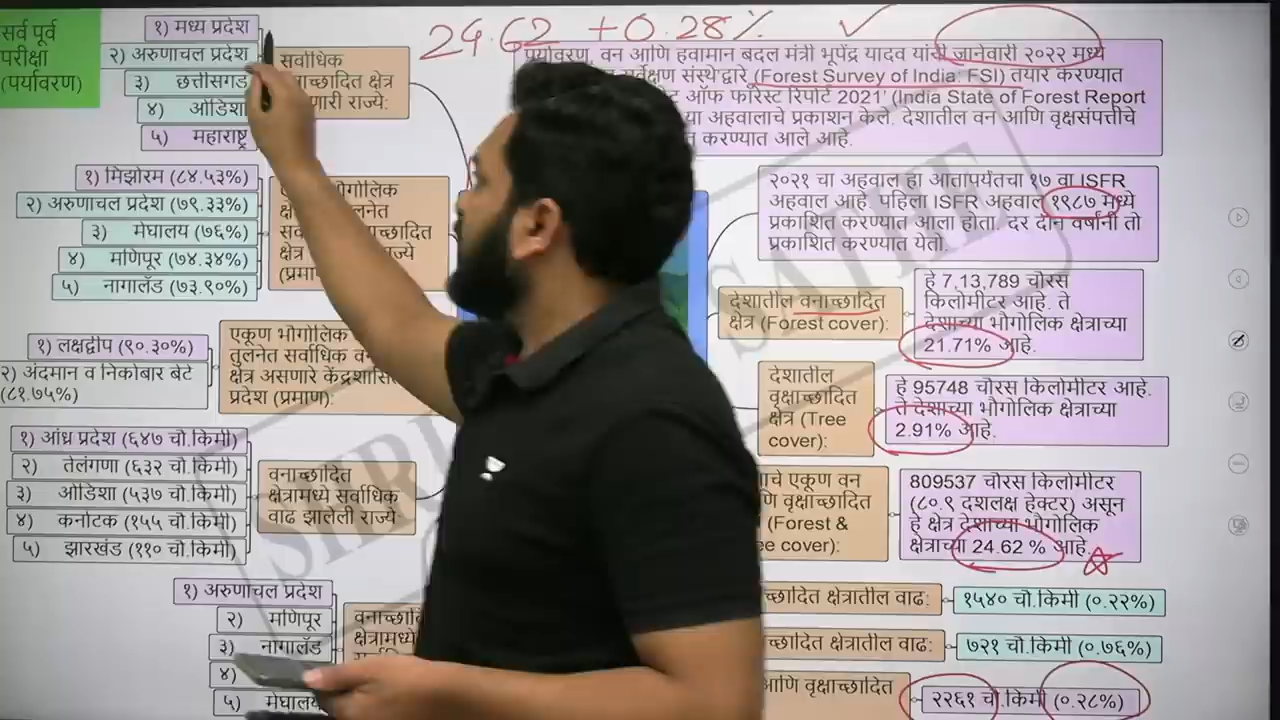 सर्व पूर्व
परीक्षा
(पर्यावरण)
१) मध्य प्रदेश
२) अरुणाचल प्रदेश
३) छत्तीसगड
४) ओडिशा
५) महाराष्ट्र
सर्वाधिक
क्षेत्र
राज्ये:
24.62 +0.28%
पर्यावरण, वन आणि हवामान बदल मंत्री भूपेंद्र यादव यांनी जानेवारी २०२२ मध्ये
संस्थे'द्वारे (Forest Survey of India: FSI) तयार करण्यात
ऑफ फॉरेस्ट रिपोर्ट 2021' (India State of Forest Report
या अहवालाचे प्रकाशन केले. देशातील वन आणि वृक्षसंपत्तीचे
करण्यात आले आहे.
१) मिझोरम (८४.५३%)
२) अरुणाचल प्रदेश (७९.३३%)
३) मेघालय (७६%)
४) मणिपूर (७४.३४%)
५) नागालँड (७३.९०%)
२०२१ चा अहवाल हा आतापर्यंतचा १७ वा ISFR
अहवाल आहे. पहिला ISFR अहवाल १९८७ मध्ये
प्रकाशित करण्यात आला होता. दर दोन वर्षांनी तो
प्रकाशित करण्यात येतो.
देशातील वनाच्छादित
क्षेत्र (Forest cover):
हे 7,13,789 चौरस
किलोमीटर आहे. ते
देशाच्या भौगोलिक क्षेत्राच्या
21.71% आहे.
१) लक्षद्वीप (९०.३०%)
२) अंदमान व निकोबार बेटे
(८१.७५%)
एकूण भौगोलिक
तुलनेत सर्वाधिक
क्षेत्र असणारे
प्रदेश (प्रमाण):
देशातील
वृक्षाच्छादित
क्षेत्र (Tree
cover):
हे 95748 चौरस किलोमीटर आहे.
ते देशाच्या भौगोलिक क्षेत्राच्या
2.91% आहे.
१) आंध्र प्रदेश (६४७ चौ.किमी)
२) तेलंगणा (६३२ चौ.किमी)
३) ओडिशा (५३७ चौ.किमी)
४) कर्नाटक (१५५ चौ.किमी)
५) झारखंड (११० चौ.किमी)
वनाच्छादित
क्षेत्रामध्ये सर्वाधिक
वाढ झालेली राज्ये
एकूण वन
वृक्षाच्छादित
(Forest &
cover):
809537 चौरस किलोमीटर
(८०.९ दशलक्ष हेक्टर) असून
हे क्षेत्र देशाच्या भौगोलिक
क्षेत्राच्या 24.62 % आहे.
१) अरुणाचल प्रदेश
२) मणिपूर
३) नागालँड
४)
५) मेघालय
क्षेत्रातील वाढ:
१५४० चौ.किमी (०.२२%)
क्षेत्रातील वाढ:
७२१ चौ.किमी (०.७६%)
आणि वृक्षाच्छादित
२२६१ चौ.किमी (०.२८%)
SATHE